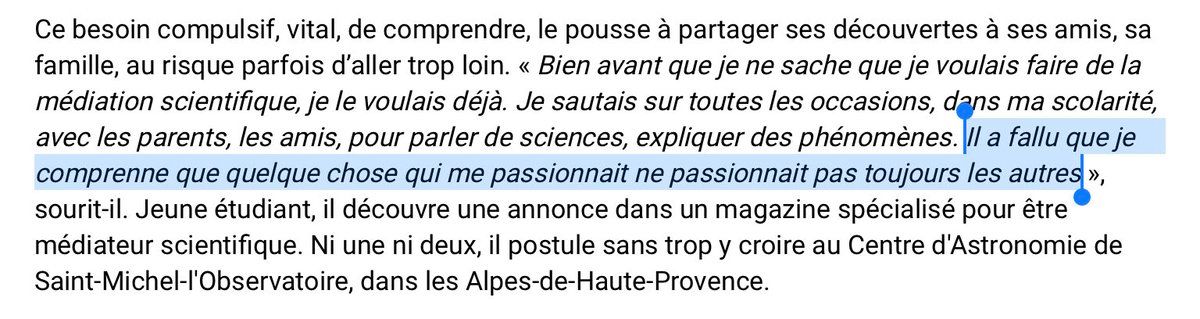 Ce besoin compulsif, vital, de comprendre, le pousse à partager ses découvertes à ses amis, sa
famille, au risque parfois d’aller trop loin. « Bien avant que je ne sache que je voulais faire de la
médiation scientifique, je le voulais déjà. Je sautais sur toutes les occasions, dans ma scolarité,
avec les parents, les amis, pour parler de sciences, expliquer des phénomènes. Il a fallu que je
comprenne que quelque chose qui me passionnait ne passionnait pas toujours les autres »,
sourit-il. Jeune étudiant, il découvre une annonce dans un magazine spécialisé pour être
médiateur scientifique. Ni une ni deux, il postule sans trop y croire au Centre d'Astronomie de
Saint-Michel-l'Observatoire, dans les Alpes-de-Haute-Provence.